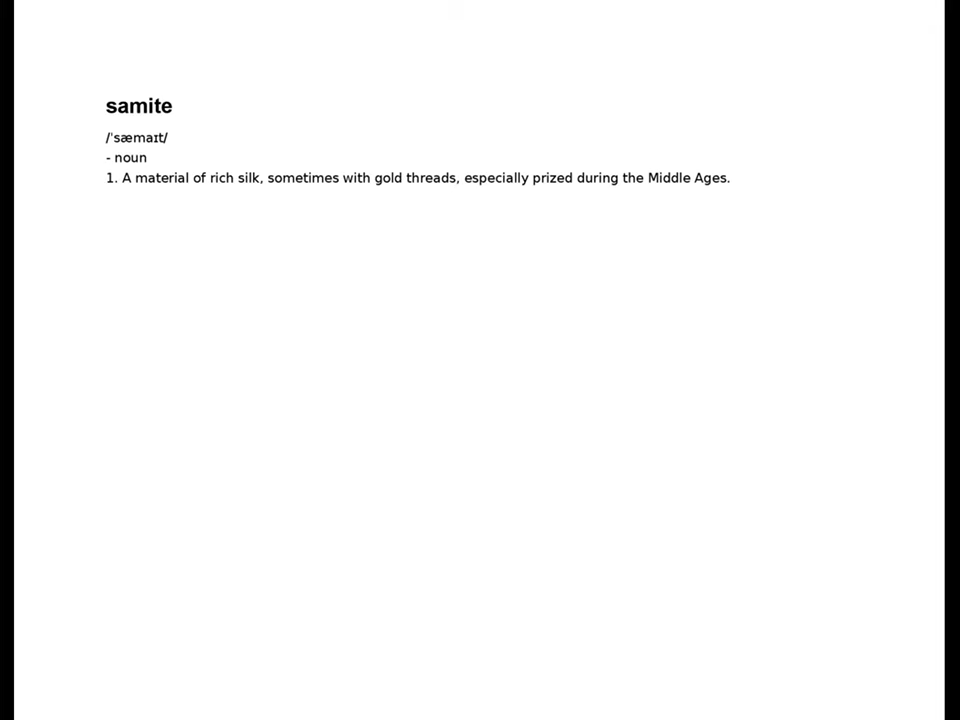 samite
/ˈsæmaɪt/
- noun
1. A material of rich silk, sometimes with gold threads, especially prized during the Middle Ages.